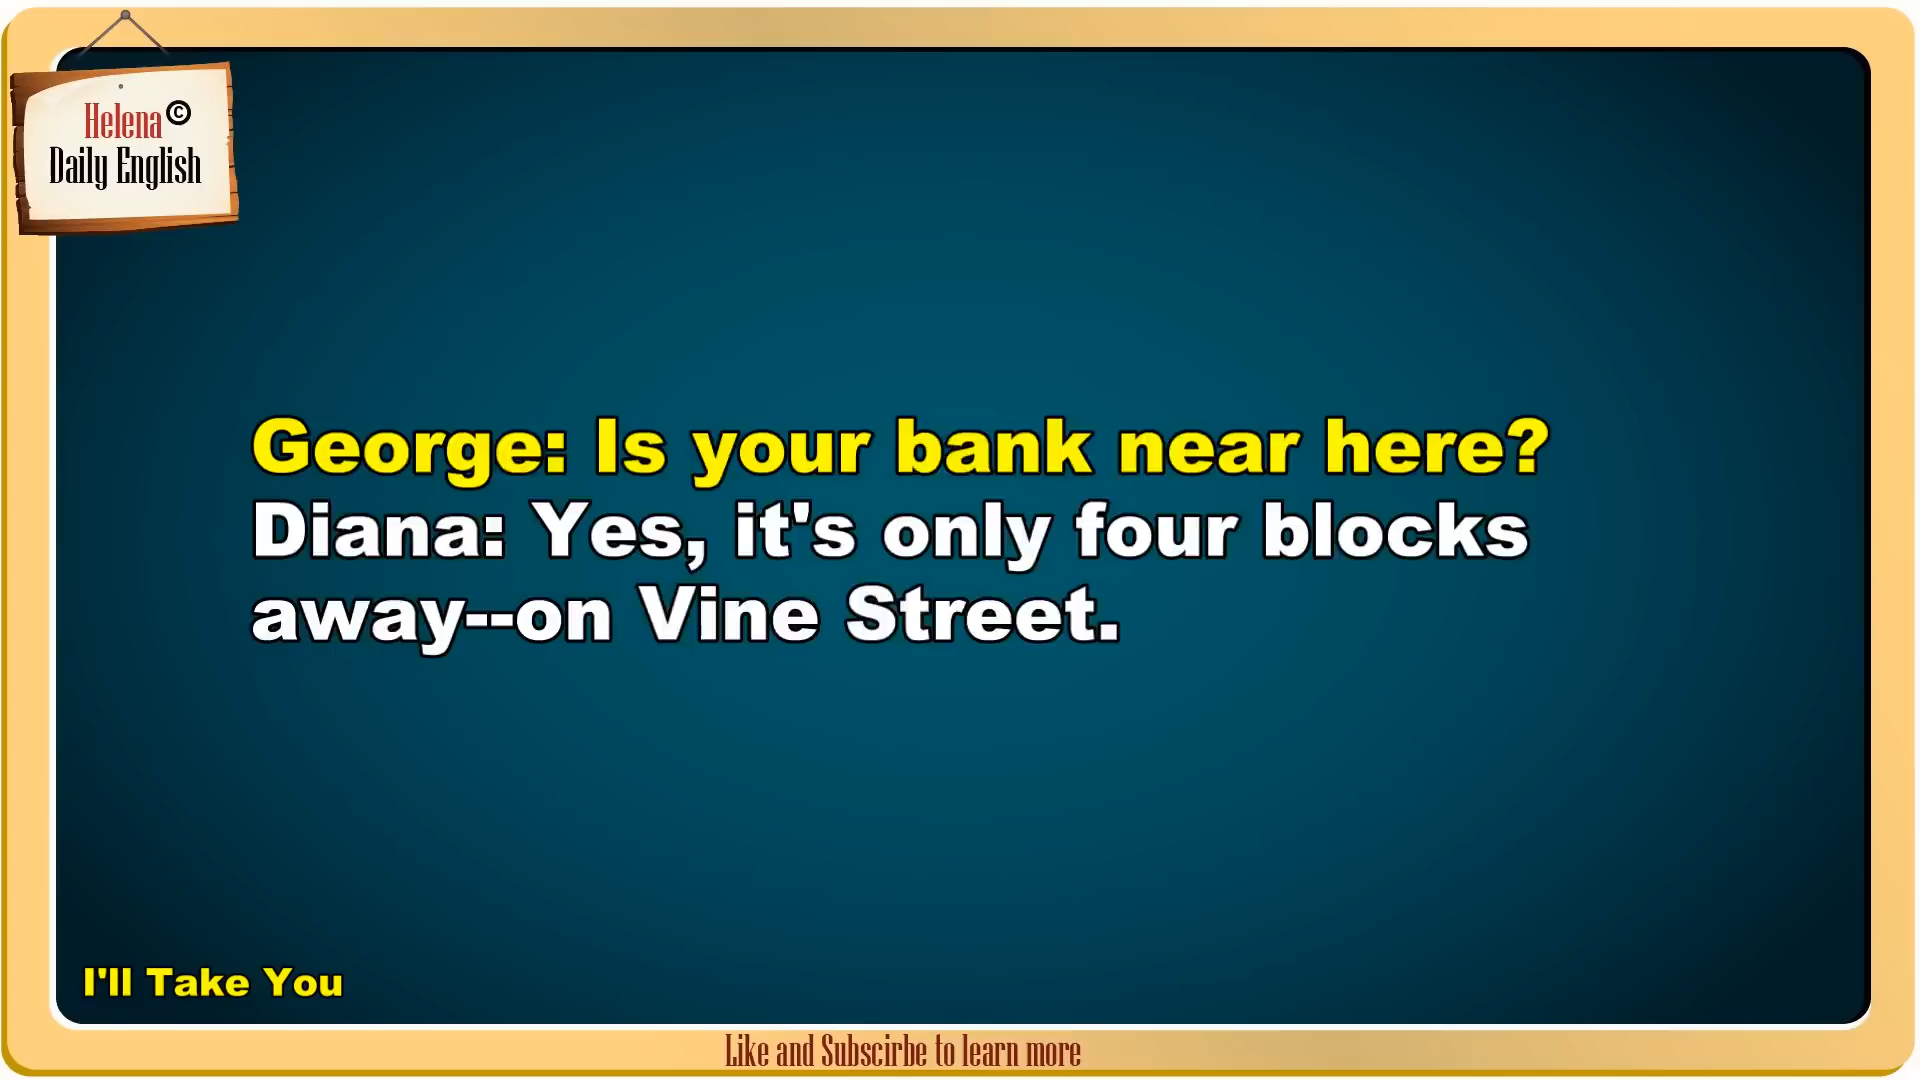 Helena ©
Daily English
George: Is your bank near here?
Diana: Yes, it's only four blocks
away--on Vine Street.
I'll Take You
Like and Subscirbe to learn more